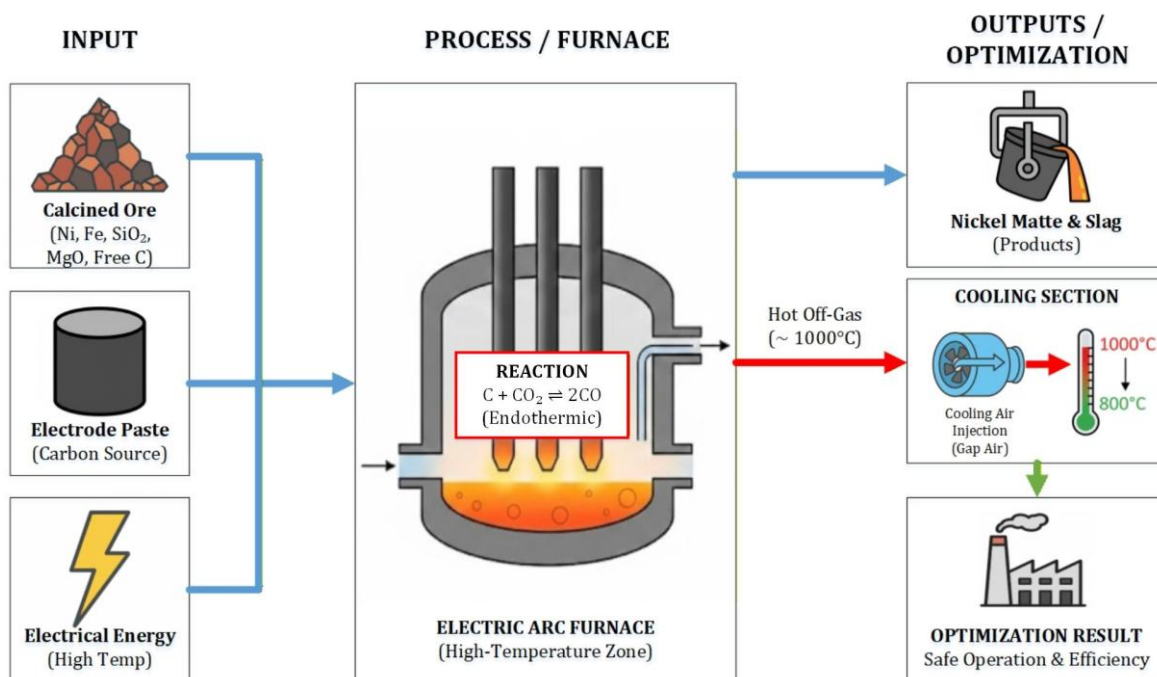 INPUT
Calcined Ore
(Ni, Fe, SiO₂,
MgO, Free C)
Electrode Paste
(Carbon Source)
Electrical Energy
(High Temp)
PROCESS / FURNACE
REACTION
C + CO₂ ⇌ 2CO
(Endothermic)
ELECTRIC ARC FURNACE
(High-Temperature Zone)
Hot Off-Gas
(~ 1000°C)
OUTPUTS /
OPTIMIZATION
Nickel Matte & Slag
(Products)
COOLING SECTION
Cooling Air
Injection
(Gap Air)
1000°C
800°C
OPTIMIZATION RESULT
Safe Operation & Efficiency